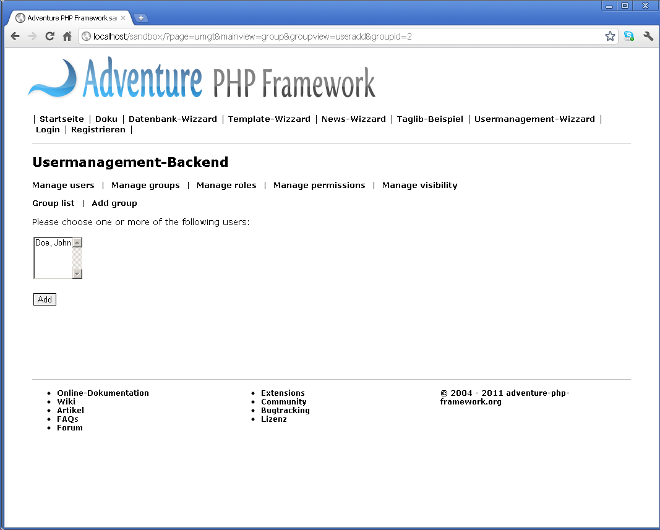 Adventure PHP Framework san
localhost/sandbox/?page=umgt&mainview=group&groupview=useradd&groupid=2
Adventure PHP Framework
| Startseite | Doku | Datenbank-Wizzard | Template-Wizzard | News-Wizzard | Taglib-Beispiel | Usermanagement-Wizzard |
Login | Registrieren |
Usermanagement-Backend
Manage users | Manage groups | Manage roles | Manage permissions | Manage visibility
Group list | Add group
Please choose one or more of the following users:
Doe, John
Add
• Online-Dokumentation
• Wiki
• Artikel
• FAQs
• Forum
• Extensions
• Community
• Bugtracking
• Lizenz
© 2004 - 2011 adventure-php-
framework.org